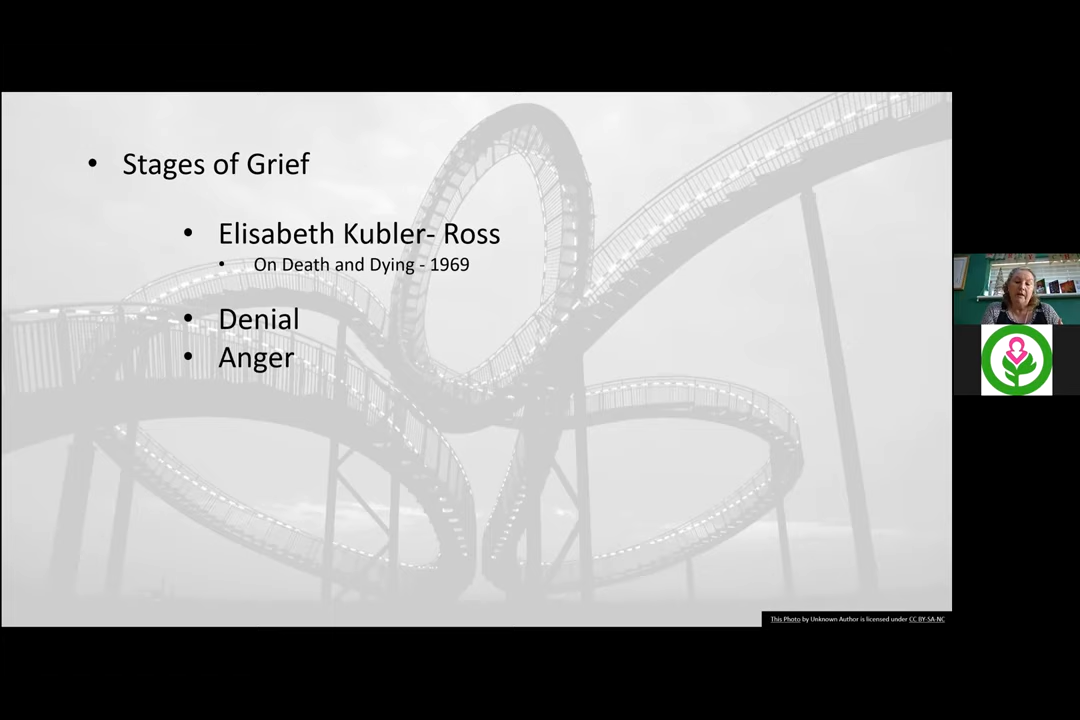 Stages of Grief
Elisabeth Kubler- Ross
On Death and Dying - 1969
Denial
Anger
This Photo by Unknown Author is licensed under CC BY-SA-NC